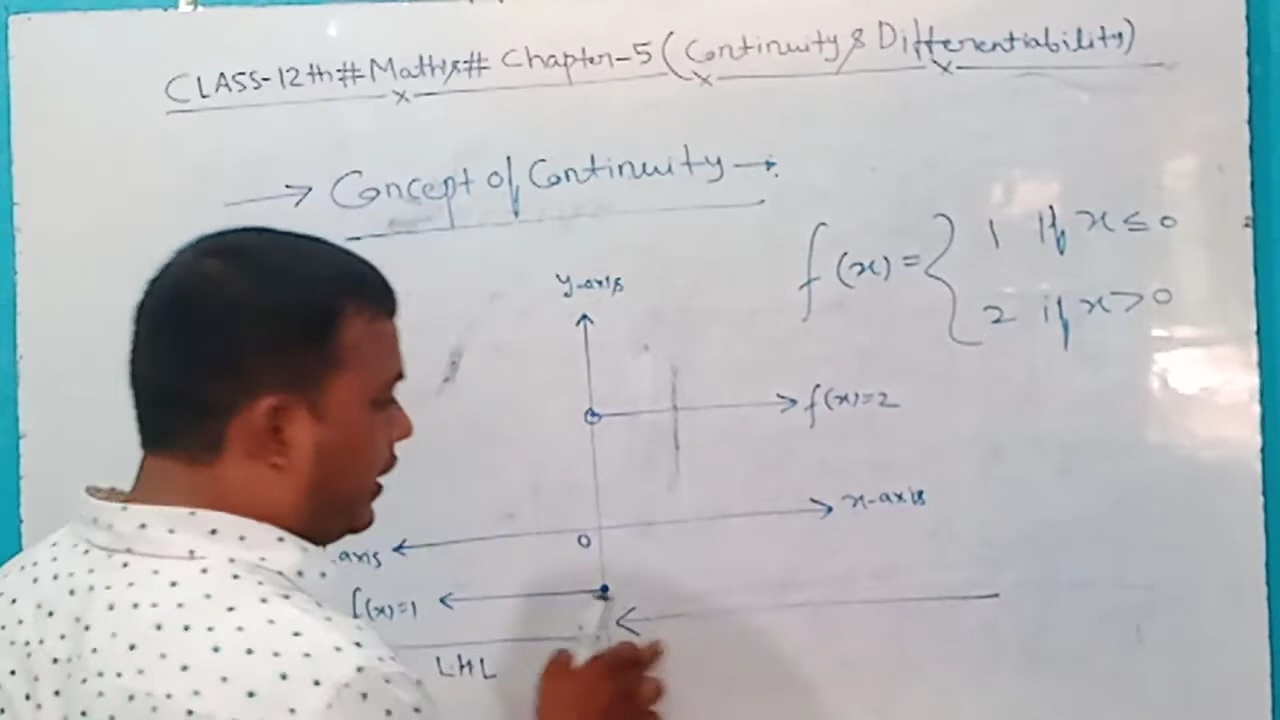 CLASS-12th#Maths# Chapter-5 (Continuity & Differentiability)
→ Concept of Continuity →
f(x) = { 1 if x ≤ 0
2 if x > 0
y-axis
f(x)=2
x-axis
0
axis
f(x)=1
LHL